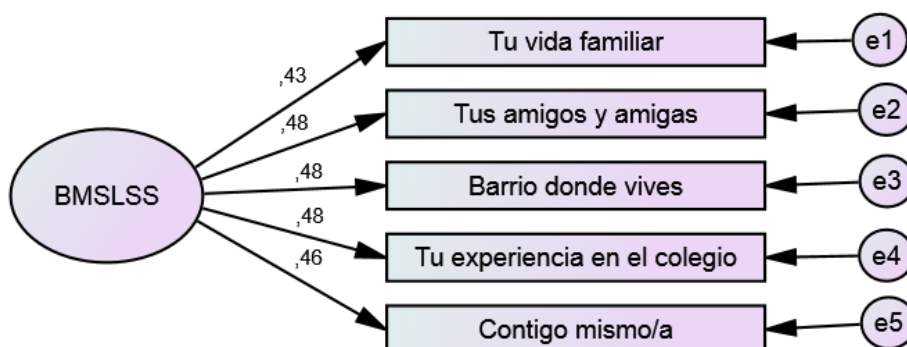 Tu vida familiar
e1
,43
Tus amigos y amigas
e2
,48
BMSLSS
,48
Barrio donde vives
e3
,48
Tu experiencia en el colegio
e4
,46
Contigo mismo/a
e5